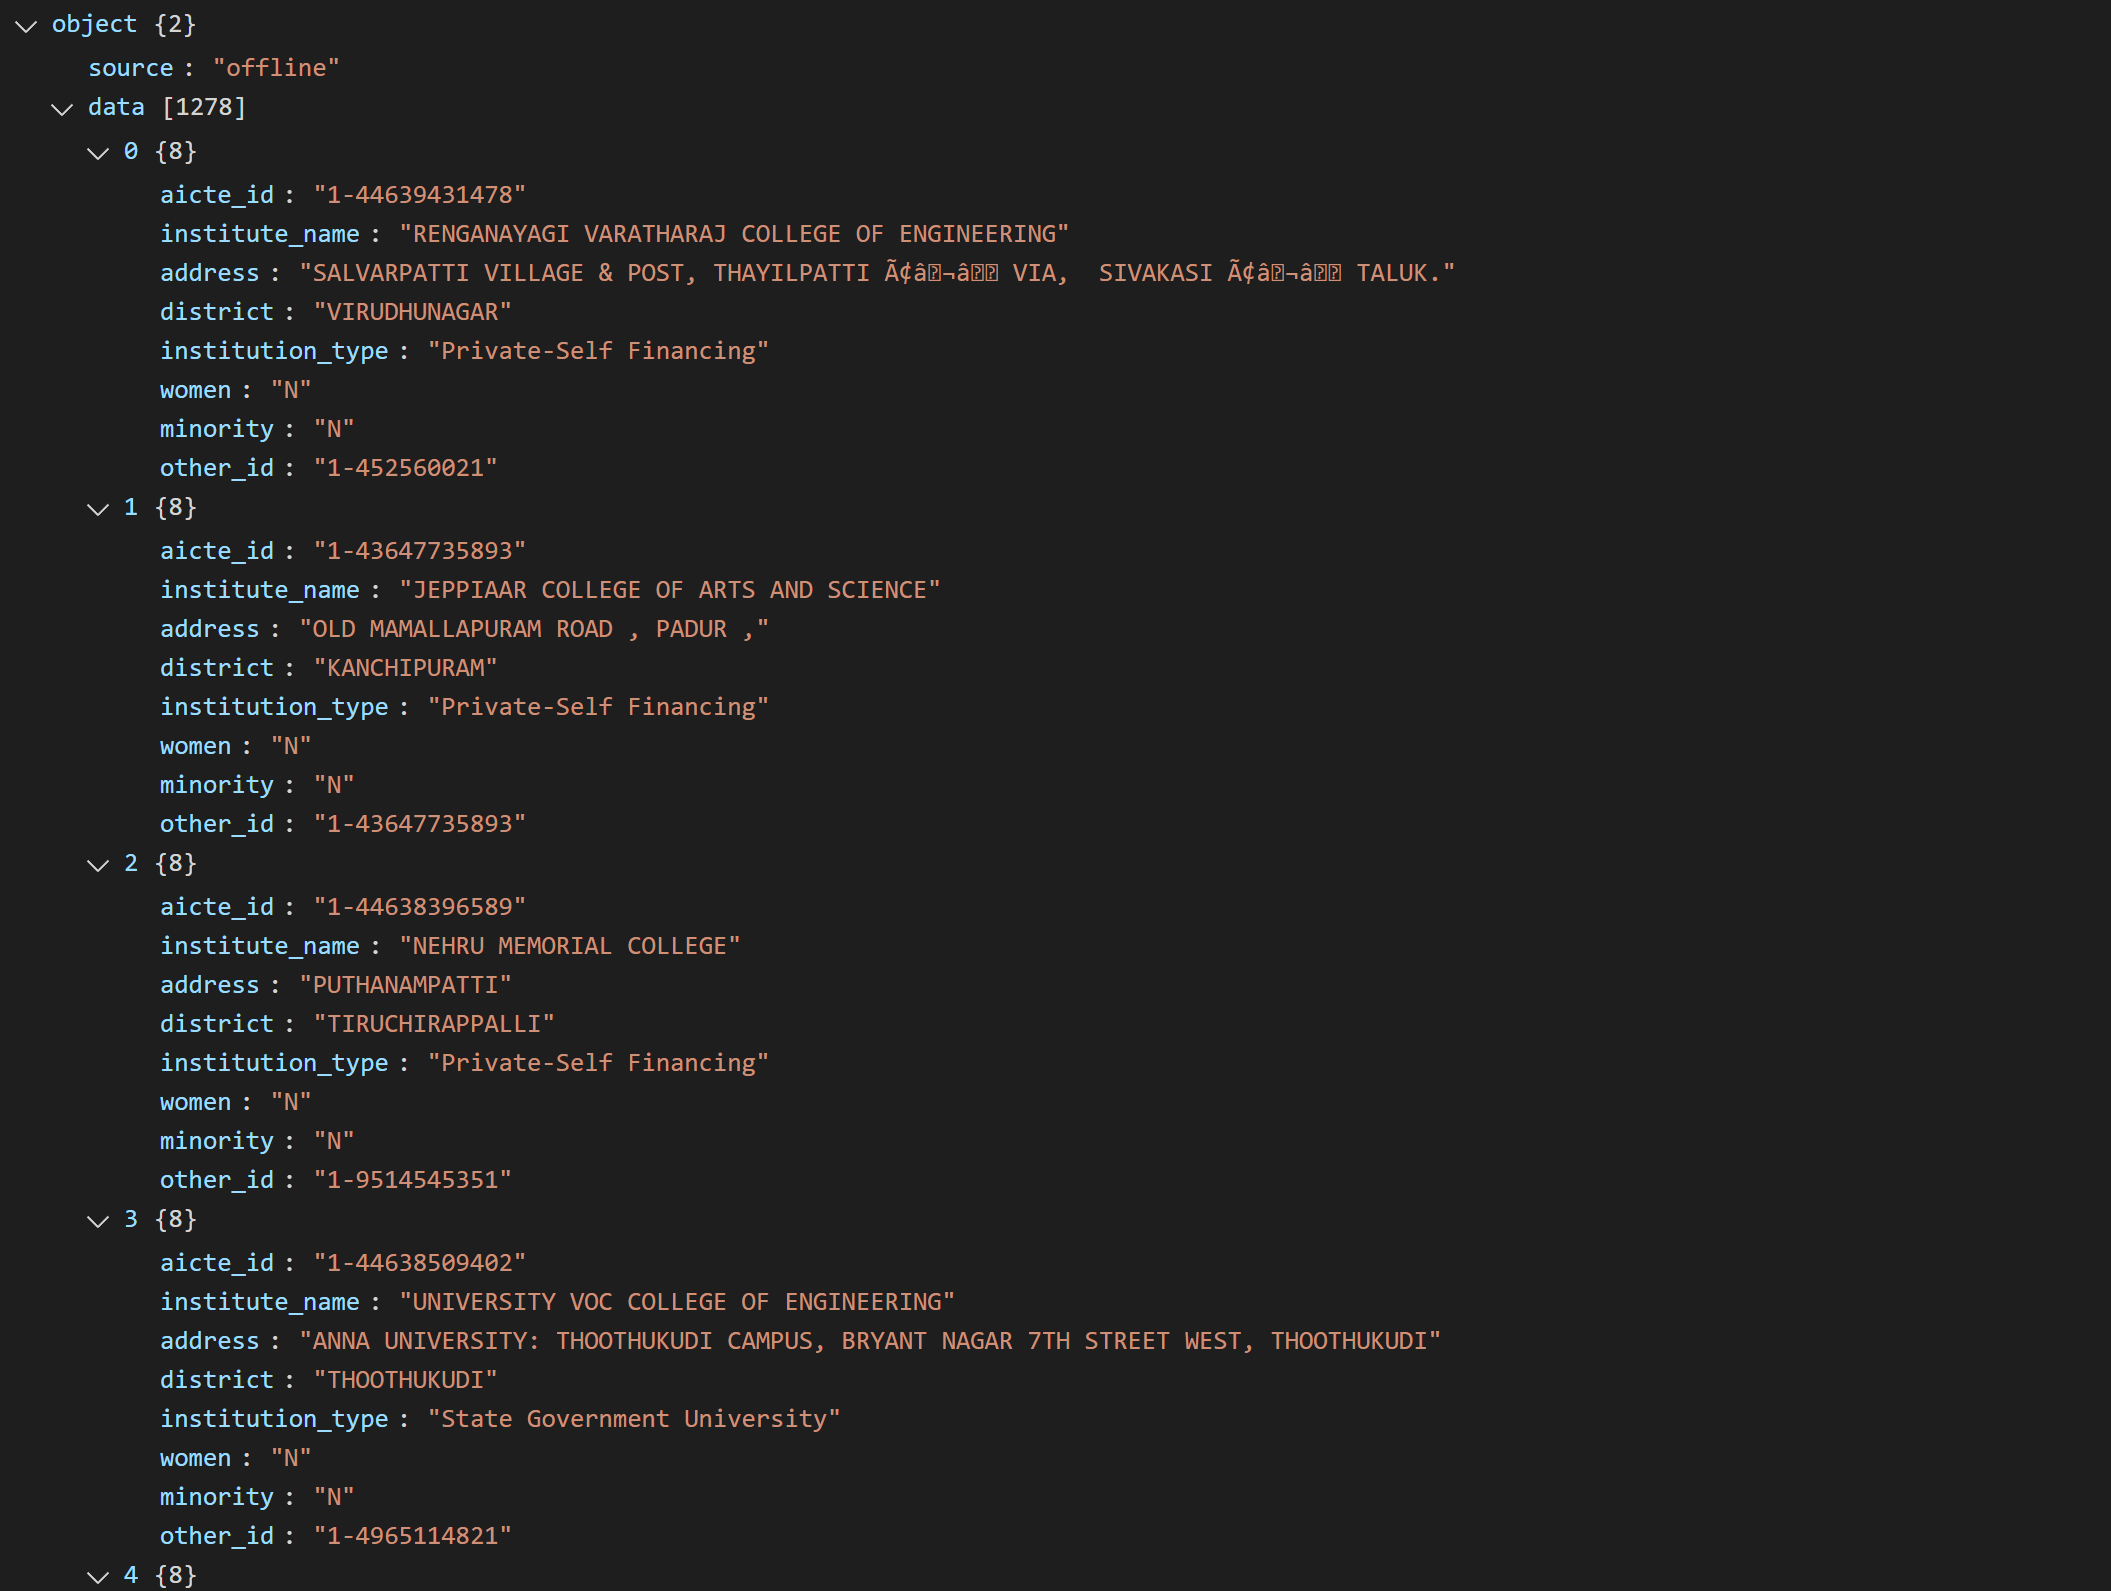 object {2}
source : "offline"
data [1278]
0 {8}
aicte_id : "1-44639431478"
institute_name : "RENGANAYAGI VARATHARAJ COLLEGE OF ENGINEERING"
address : "SALVARPATTI VILLAGE & POST, THAYILPATTI Ã¢â¬â VIA,  SIVAKASI Ã¢â¬â TALUK."
district : "VIRUDHUNAGAR"
institution_type : "Private-Self Financing"
women : "N"
minority : "N"
other_id : "1-452560021"
1 {8}
aicte_id : "1-43647735893"
institute_name : "JEPPIAAR COLLEGE OF ARTS AND SCIENCE"
address : "OLD MAMALLAPURAM ROAD , PADUR ,"
district : "KANCHIPURAM"
institution_type : "Private-Self Financing"
women : "N"
minority : "N"
other_id : "1-43647735893"
2 {8}
aicte_id : "1-44638396589"
institute_name : "NEHRU MEMORIAL COLLEGE"
address : "PUTHANAMPATTI"
district : "TIRUCHIRAPPALLI"
institution_type : "Private-Self Financing"
women : "N"
minority : "N"
other_id : "1-9514545351"
3 {8}
aicte_id : "1-44638509402"
institute_name : "UNIVERSITY VOC COLLEGE OF ENGINEERING"
address : "ANNA UNIVERSITY: THOOTHUKUDI CAMPUS, BRYANT NAGAR 7TH STREET WEST, THOOTHUKUDI"
district : "THOOTHUKUDI"
institution_type : "State Government University"
women : "N"
minority : "N"
other_id : "1-4965114821"
4 {8}